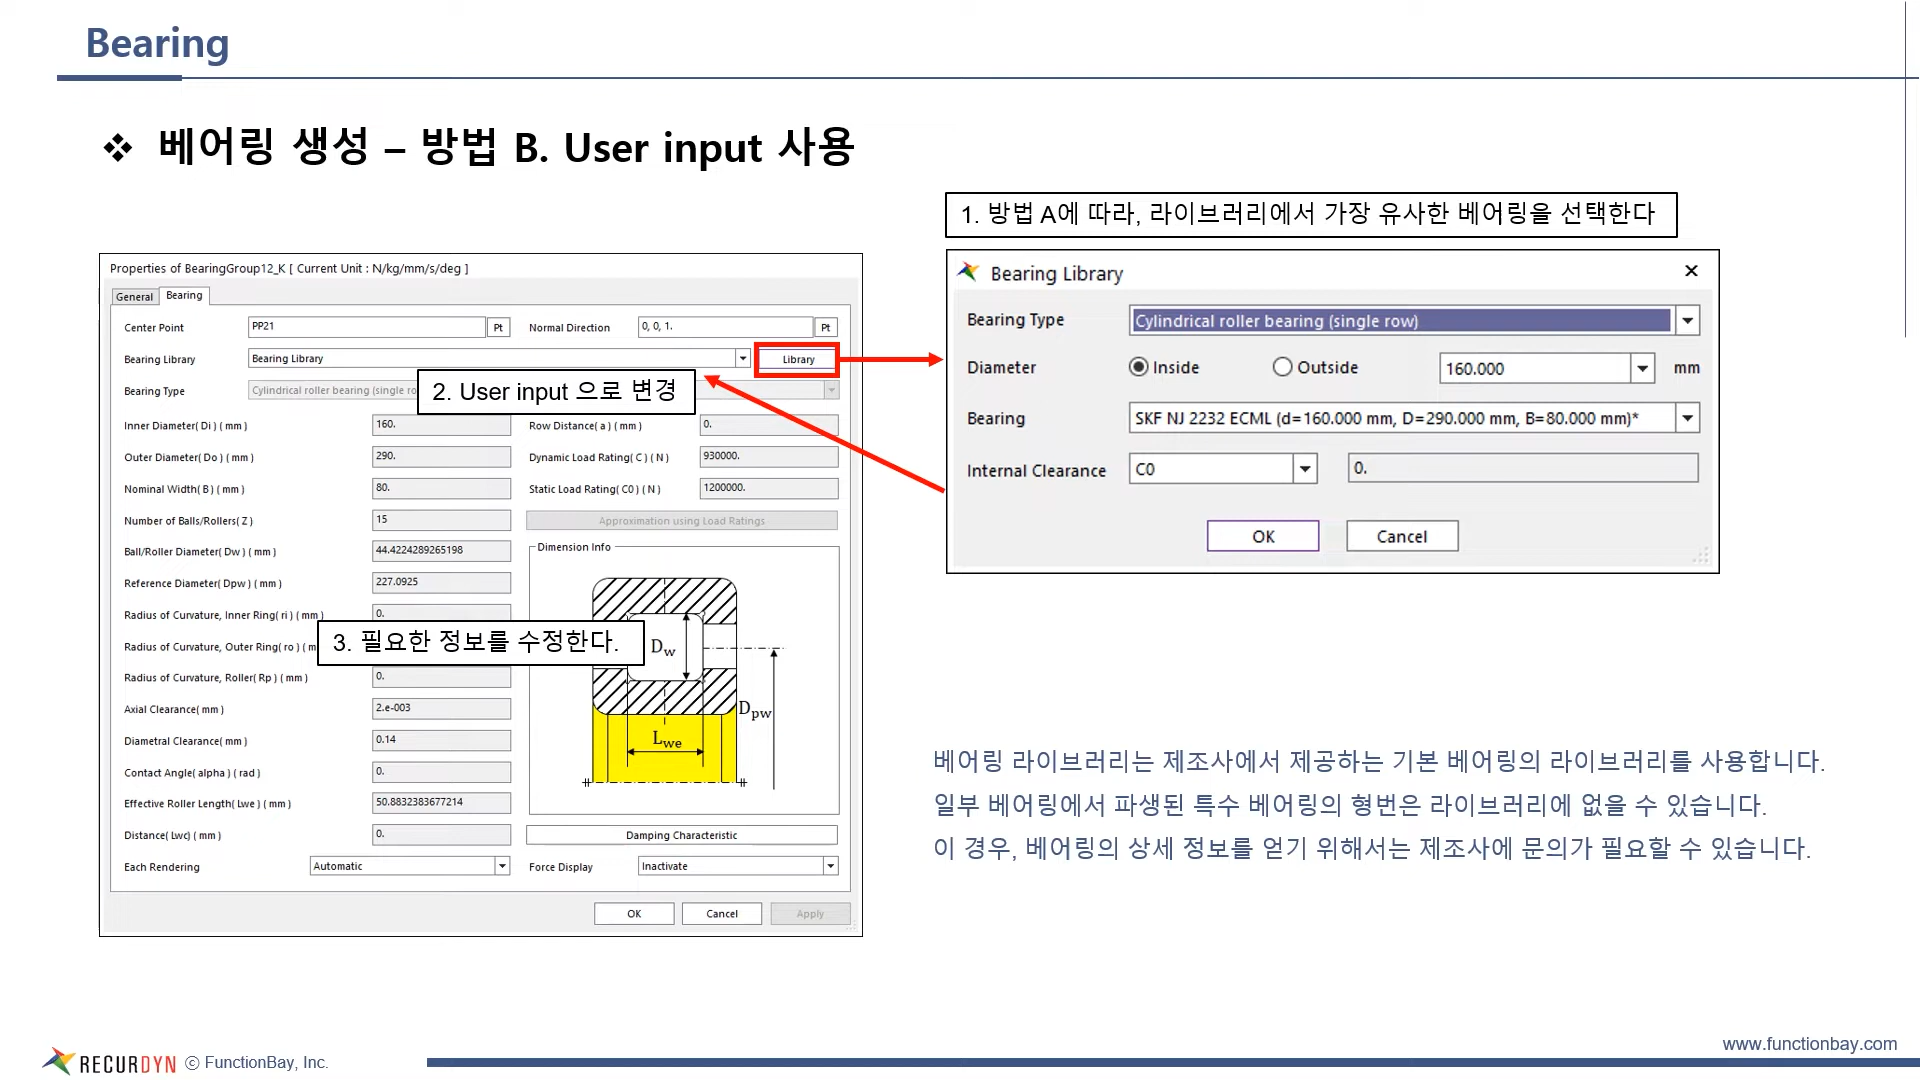 Bearing
❖ 베어링 생성 – 방법 B. User input 사용
1. 방법 A에 따라, 라이브러리에서 가장 유사한 베어링을 선택한다
Properties of BearingGroup12_K [ Current Unit : N/kg/mm/s/deg ]
General Bearing
Center Point PP21 Pt Normal Direction 0, 0, 1. Pt
Bearing Library Bearing Library Library
Bearing Type Cylindrical roller bearing (single ro
2. User input 으로 변경
Inner Diameter( Di ) ( mm ) 160. Row Distance( a ) ( mm ) 0.
Outer Diameter( Do ) ( mm ) 290. Dynamic Load Rating( C ) ( N ) 930000.
Nominal Width( B ) ( mm ) 80. Static Load Rating( C0 ) ( N ) 1200000.
Number of Balls/Rollers( Z ) 15 Approximation using Load Ratings
Ball/Roller Diameter( Dw ) ( mm ) 44.4224289265198 Dimension Info
Reference Diameter( Dpw ) ( mm ) 227.0925
Radius of Curvature, Inner Ring( ri ) ( mm ) 0.
Radius of Curvature, Outer Ring( ro ) ( m
3. 필요한 정보를 수정한다.
Radius of Curvature, Roller( Rp ) ( mm ) 0.
Axial Clearance( mm ) 2.e-003
Diametral Clearance( mm ) 0.14
Contact Angle( alpha ) ( rad ) 0.
Effective Roller Length( Lwe ) ( mm ) 50.8832383677214
Distance( Lwc) ( mm ) 0.
Dw
Dpw
Lwe
Damping Characteristic
Each Rendering Automatic Force Display Inactivate
OK Cancel Apply
Bearing Library ×
Bearing Type Cylindrical roller bearing (single row)
Diameter Inside Outside 160.000 mm
Bearing SKF NJ 2232 ECML (d=160.000 mm, D=290.000 mm, B=80.000 mm)*
Internal Clearance C0 0.
OK Cancel
베어링 라이브러리는 제조사에서 제공하는 기본 베어링의 라이브러리를 사용합니다.
일부 베어링에서 파생된 특수 베어링의 형번은 라이브러리에 없을 수 있습니다.
이 경우, 베어링의 상세 정보를 얻기 위해서는 제조사에 문의가 필요할 수 있습니다.
RECURDYN ⓒ FunctionBay, Inc.
www.functionbay.com